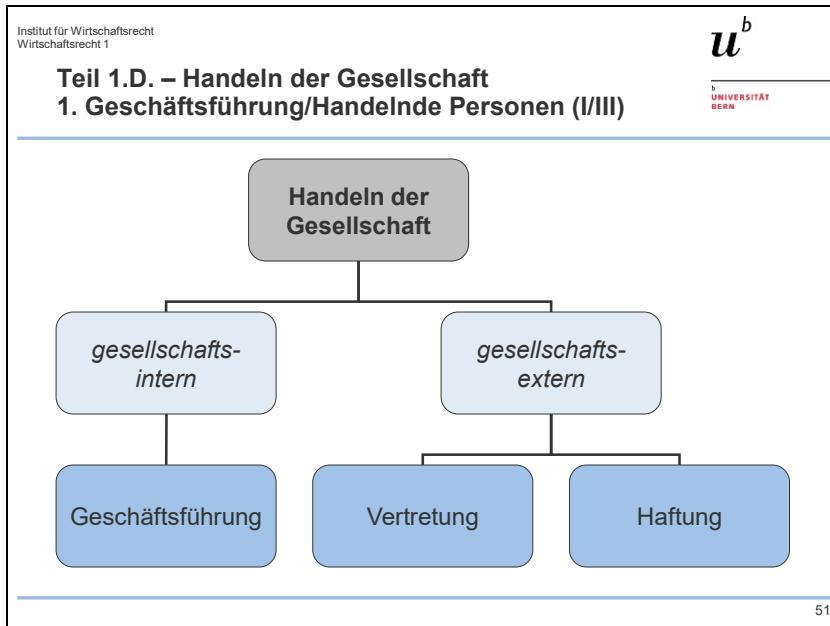 Institut für Wirtschaftsrecht
Wirtschaftsrecht 1
u^b
b
UNIVERSITÄT
BERN
Teil 1.D. – Handeln der Gesellschaft
1. Geschäftsführung/Handelnde Personen (I/III)
Handeln der
Gesellschaft
gesellschafts-
intern
gesellschafts-
extern
Geschäftsführung
Vertretung
Haftung
51